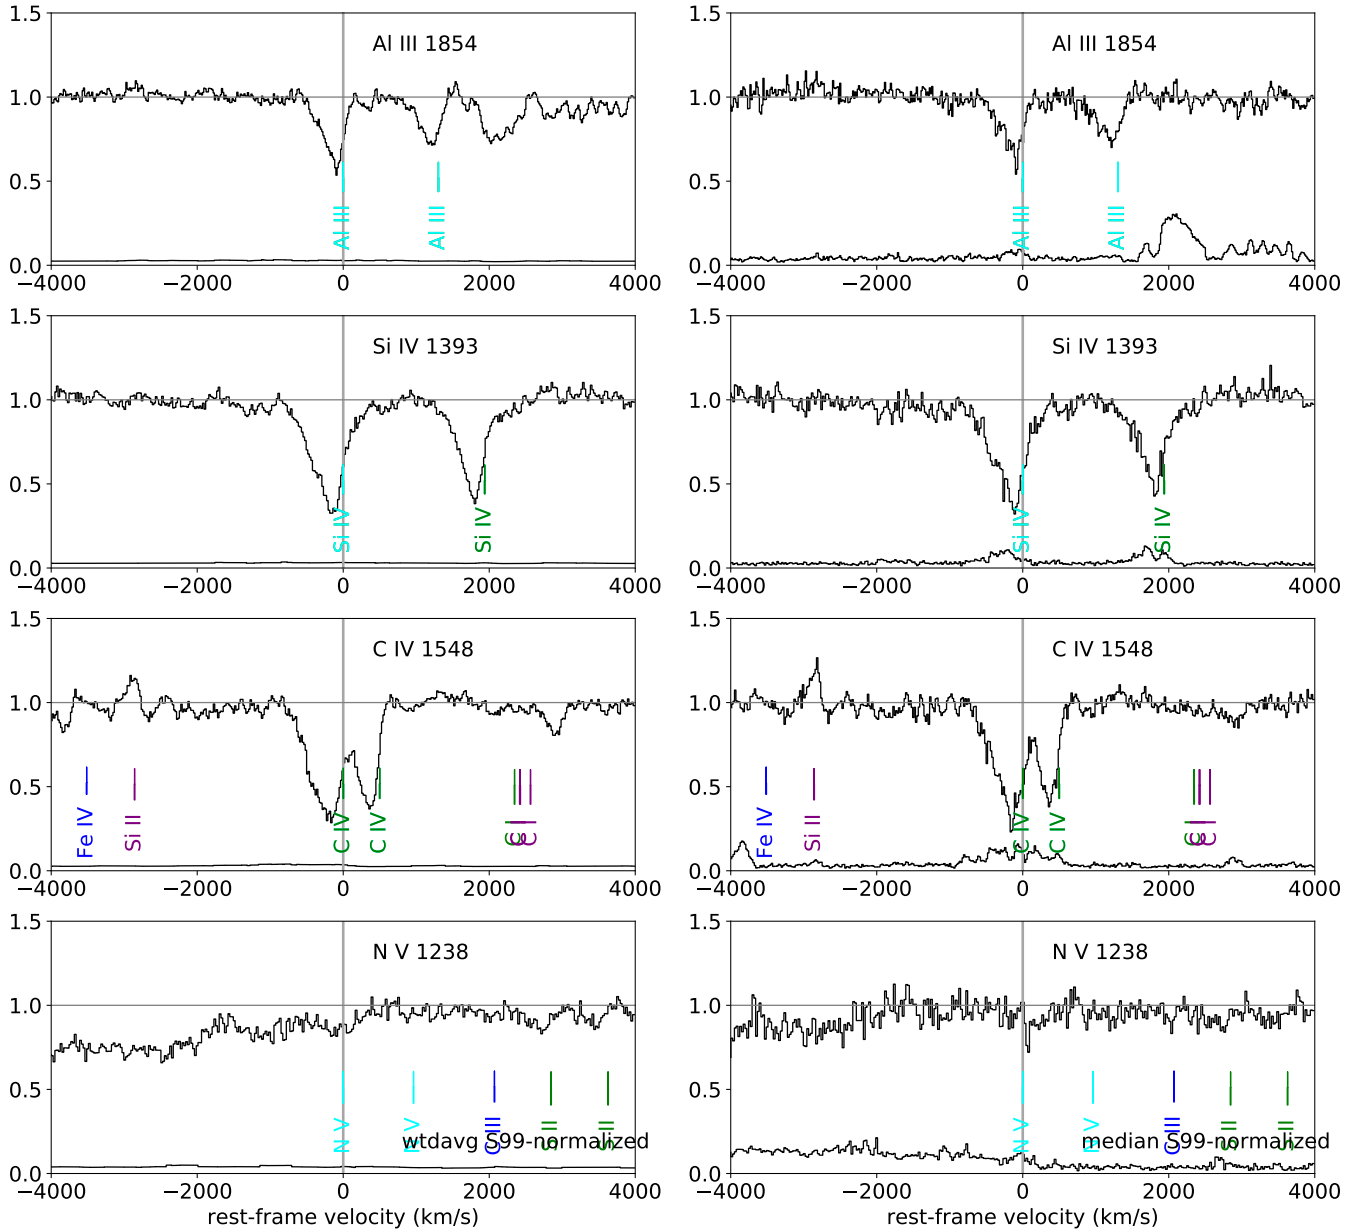 1.5
Al III 1854
1.0
0.5
Al III
Al III
0.0
−4000 −2000 0 2000 4000
1.5
Al III 1854
1.0
0.5
Al III
Al III
0.0
−4000 −2000 0 2000 4000
1.5
Si IV 1393
1.0
0.5
Si IV
Si IV
0.0
−4000 −2000 0 2000 4000
1.5
Si IV 1393
1.0
0.5
Si IV
Si IV
0.0
−4000 −2000 0 2000 4000
1.5
C IV 1548
1.0
0.5
Fe IV
Si II
C IV
C IV
C I
0.0
−4000 −2000 0 2000 4000
1.5
C IV 1548
1.0
0.5
Fe IV
Si II
C IV
C IV
C I
0.0
−4000 −2000 0 2000 4000
1.5
N V 1238
1.0
0.5
N V
N V
C III
S II
S II
wtdavg S99-normalized
0.0
−4000 −2000 0 2000 4000
rest-frame velocity (km/s)
1.5
N V 1238
1.0
0.5
N V
N V
C III
S II
S II
median S99-normalized
0.0
−4000 −2000 0 2000 4000
rest-frame velocity (km/s)